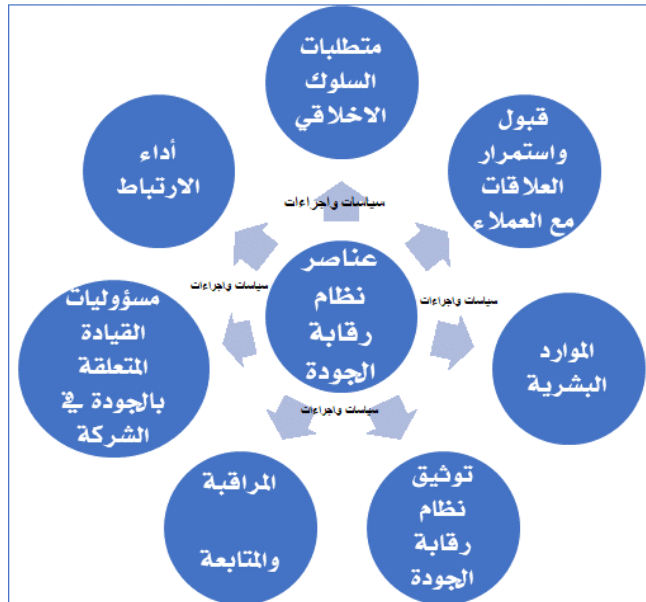 متطلبات
السلوك
الاخلاقي
قبول
واستمرار
العلاقات
مع العملاء
أداء
الارتباط
سياسات واجراءات
عناصر
نظام
رقابة
الجودة
سياسات واجراءات
سياسات واجراءات
مسؤوليات
القيادة
المتعلقة
بالجودة في
الشركة
الموارد
البشرية
سياسات واجراءات
المراقبة
والمتابعة
توثيق
نظام
رقابة
الجودة